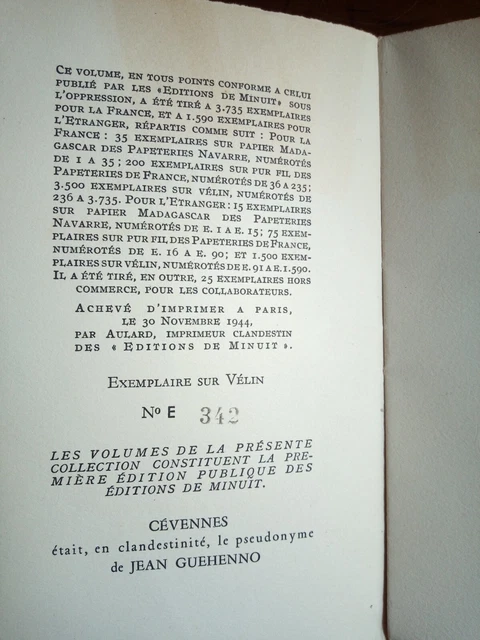 CE VOLUME, EN TOUS POINTS CONFORME A CELUI
PUBLIÉ PAR LES «EDITIONS DE MINUIT» SOUS
L'OPPRESSION, A ÉTÉ TIRÉ A 3.735 EXEMPLAIRES
POUR LA FRANCE, ET A 1.590 EXEMPLAIRES POUR
L'ETRANGER, RÉPARTIS COMME SUIT : POUR LA
FRANCE : 35 EXEMPLAIRES SUR PAPIER MADA-
GASCAR DES PAPETERIES NAVARRE, NUMÉROTÉS
DE 1 A 35 ; 200 EXEMPLAIRES SUR PUR FIL DES
PAPETERIES DE FRANCE, NUMÉROTÉS DE 36 A 235 ;
3.500 EXEMPLAIRES SUR VÉLIN, NUMÉROTÉS DE
236 A 3.735. POUR L'ETRANGER : 15 EXEMPLAIRES
SUR PAPIER MADAGASCAR DES PAPETERIES
NAVARRE, NUMÉROTÉS DE E. 1 A E. 15 ; 75 EXEM-
PLAIRES SUR PUR FIL DES PAPETERIES DE FRANCE,
NUMÉROTÉS DE E. 16 A E. 90 ; ET 1.500 EXEM-
PLAIRES SUR VÉLIN, NUMÉROTÉS DE E. 91 A E. 1.590.
IL A ÉTÉ TIRÉ, EN OUTRE, 25 EXEMPLAIRES HORS
COMMERCE, POUR LES COLLABORATEURS.
ACHEVÉ D'IMPRIMER A PARIS,
LE 30 NOVEMBRE 1944,
PAR AULARD, IMPRIMEUR CLANDESTIN
DES « EDITIONS DE MINUIT ».
EXEMPLAIRE SUR VÉLIN
No E 342
LES VOLUMES DE LA PRÉSENTE
COLLECTION CONSTITUENT LA PRE-
MIÈRE ÉDITION PUBLIQUE DES
ÉDITIONS DE MINUIT.
CÉVENNES
était, en clandestinité, le pseudonyme
de JEAN GUEHENNO